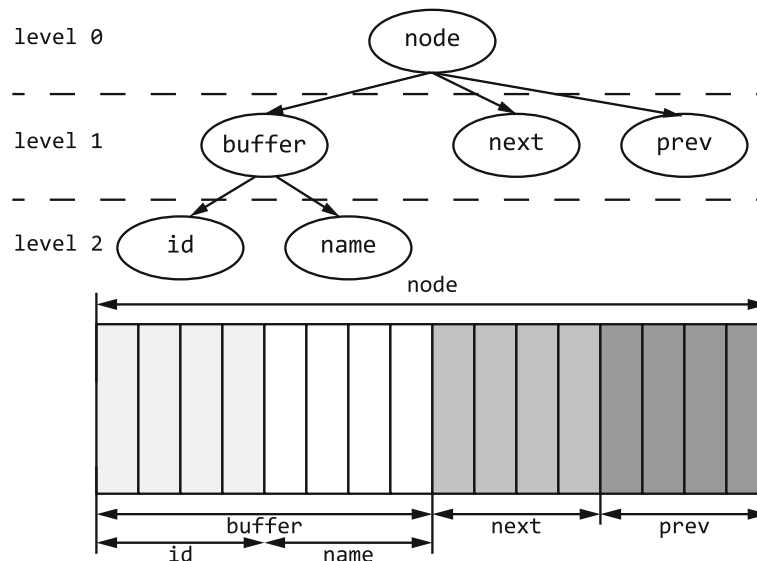 level 0 node
level 1 buffer next prev
level 2 id name
node
buffer next prev
id name